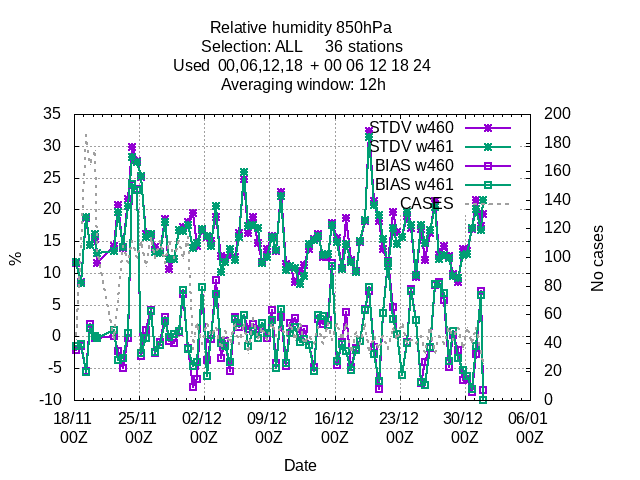 Relative humidity 850hPa
Selection: ALL 36 stations
Used 00,06,12,18 + 00 06 12 18 24
Averaging window: 12h
35 200
STDV w460
30 180
STDV w461
25 160
BIAS w460
20 140
BIAS w461
15 120
CASES
10 100
5 80
0 60
-5 40
-10 20
0
%
No cases
18/11 25/11 02/12 09/12 16/12 23/12 30/12 06/01
00Z 00Z 00Z 00Z 00Z 00Z 00Z 00Z
Date